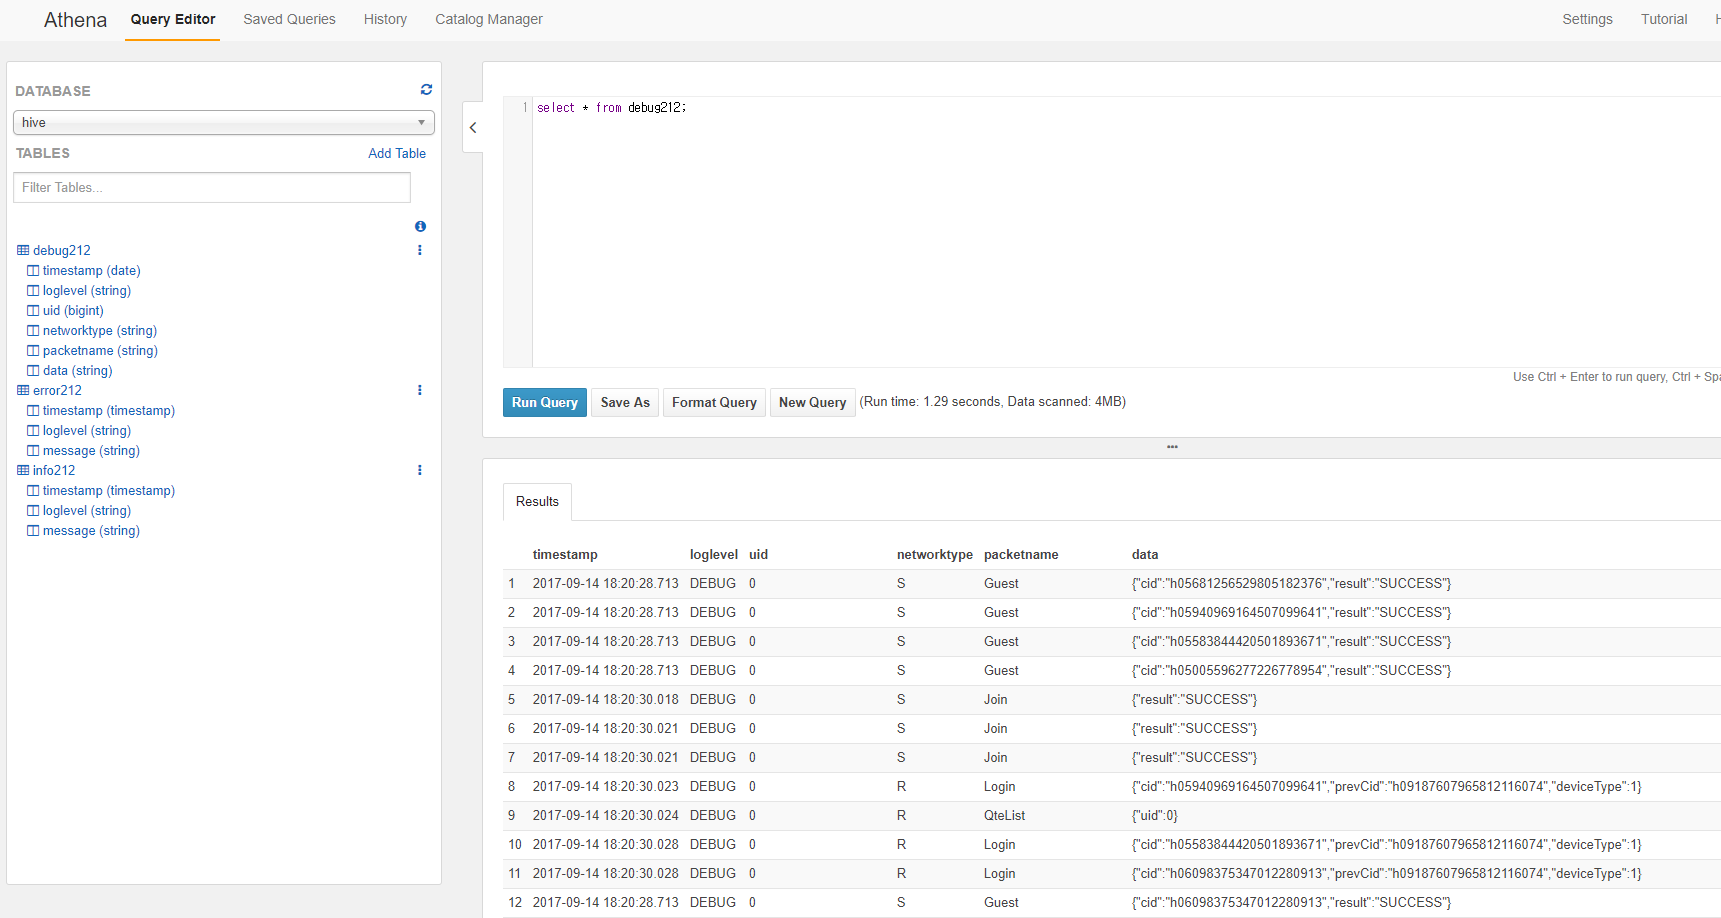 Athena Query Editor Saved Queries History Catalog Manager Settings Tutorial
DATABASE
hive
TABLES Add Table
Filter Tables...
debug212
timestamp (date)
loglevel (string)
uid (bigint)
networktype (string)
packetname (string)
data (string)
error212
timestamp (timestamp)
loglevel (string)
message (string)
info212
timestamp (timestamp)
loglevel (string)
message (string)
1 select * from debug212;
Use Ctrl + Enter to run query, Ctrl + Spa
Run Query Save As Format Query New Query (Run time: 1.29 seconds, Data scanned: 4MB)
Results
timestamp loglevel uid networktype packetname data
1 2017-09-14 18:20:28.713 DEBUG 0 S Guest {"cid":"h05681256529805182376","result":"SUCCESS"}
2 2017-09-14 18:20:28.713 DEBUG 0 S Guest {"cid":"h05940969164507099641","result":"SUCCESS"}
3 2017-09-14 18:20:28.713 DEBUG 0 S Guest {"cid":"h05583844420501893671","result":"SUCCESS"}
4 2017-09-14 18:20:28.713 DEBUG 0 S Guest {"cid":"h05005596277226778954","result":"SUCCESS"}
5 2017-09-14 18:20:30.018 DEBUG 0 S Join {"result":"SUCCESS"}
6 2017-09-14 18:20:30.021 DEBUG 0 S Join {"result":"SUCCESS"}
7 2017-09-14 18:20:30.021 DEBUG 0 S Join {"result":"SUCCESS"}
8 2017-09-14 18:20:30.023 DEBUG 0 R Login {"cid":"h05940969164507099641","prevCid":"h09187607965812116074","deviceType":1}
9 2017-09-14 18:20:30.024 DEBUG 0 R QteList {"uid":0}
10 2017-09-14 18:20:30.028 DEBUG 0 R Login {"cid":"h05583844420501893671","prevCid":"h09187607965812116074","deviceType":1}
11 2017-09-14 18:20:30.028 DEBUG 0 R Login {"cid":"h06098375347012280913","prevCid":"h09187607965812116074","deviceType":1}
12 2017-09-14 18:20:28.713 DEBUG 0 S Guest {"cid":"h06098375347012280913","result":"SUCCESS"}